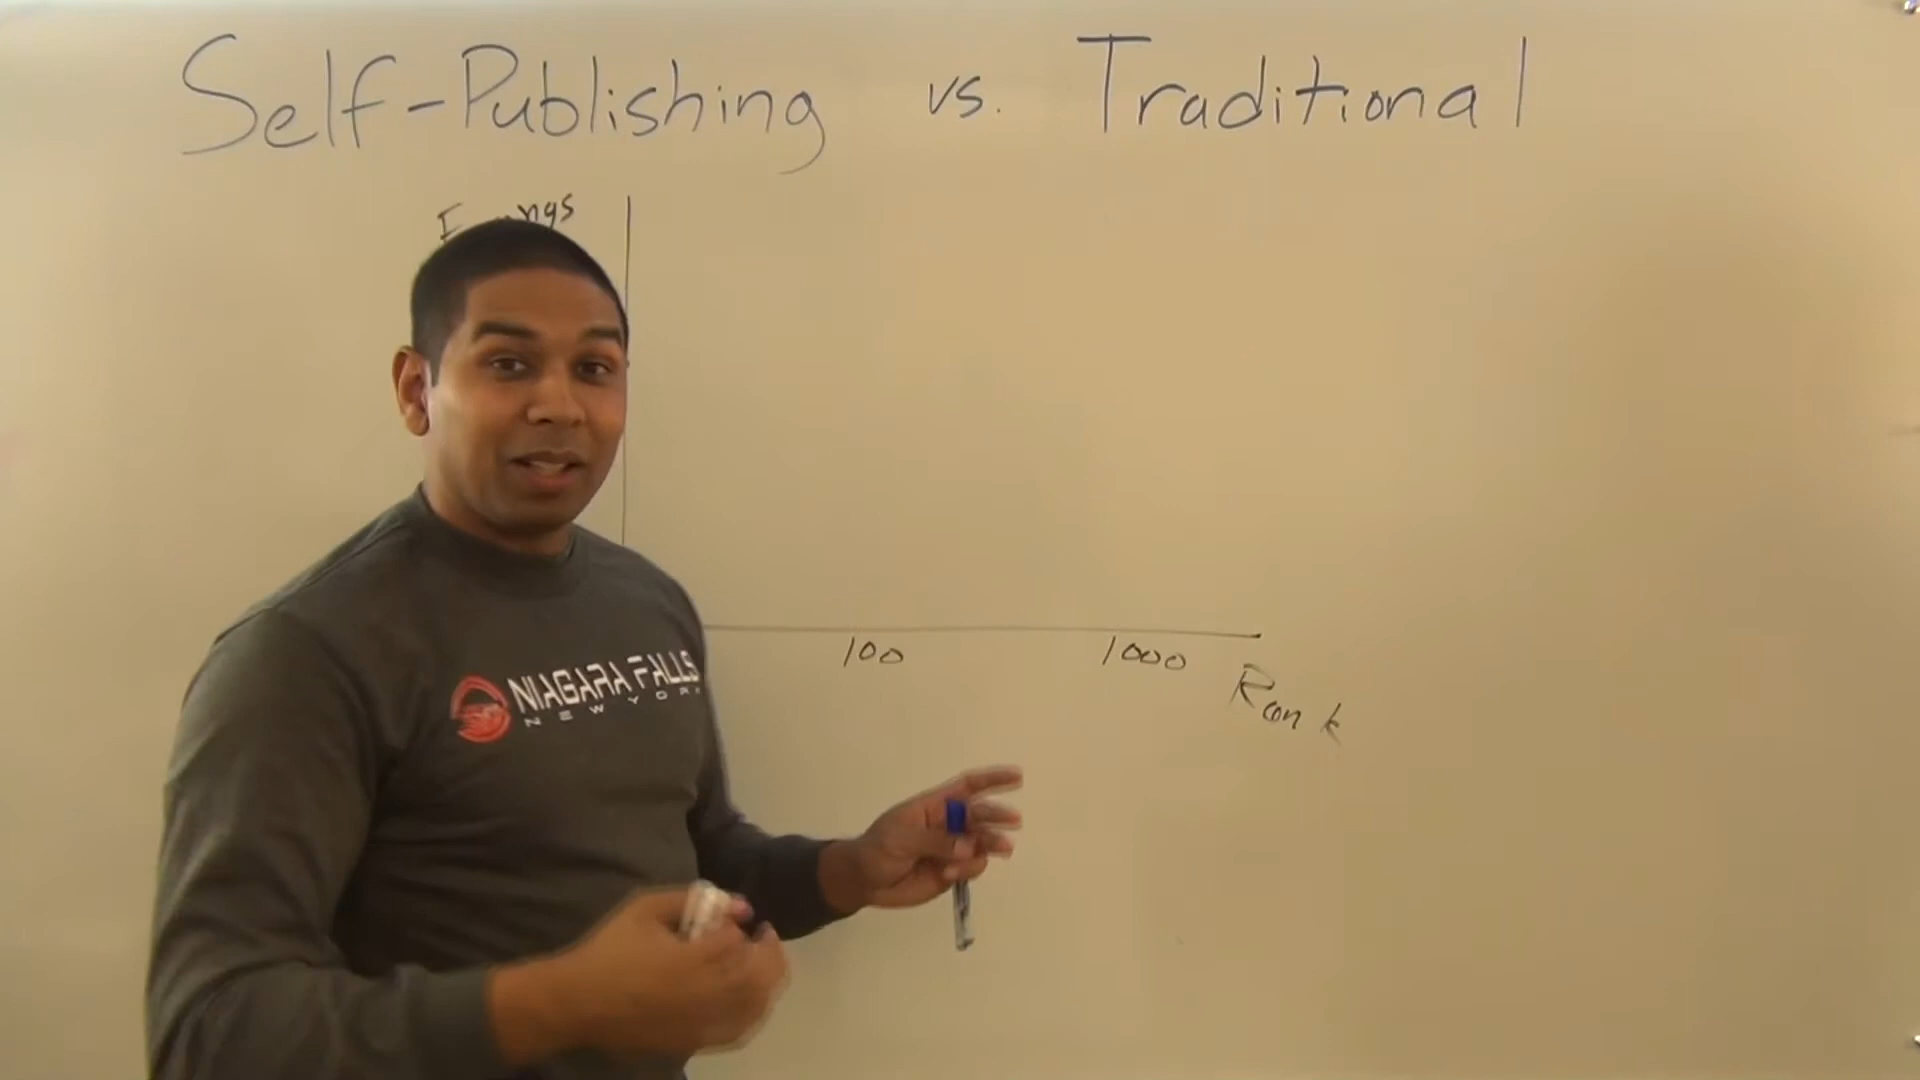 Self-Publishing vs. Traditional
100 1000
Rank
NIAGARA FALLS
NEW YORK